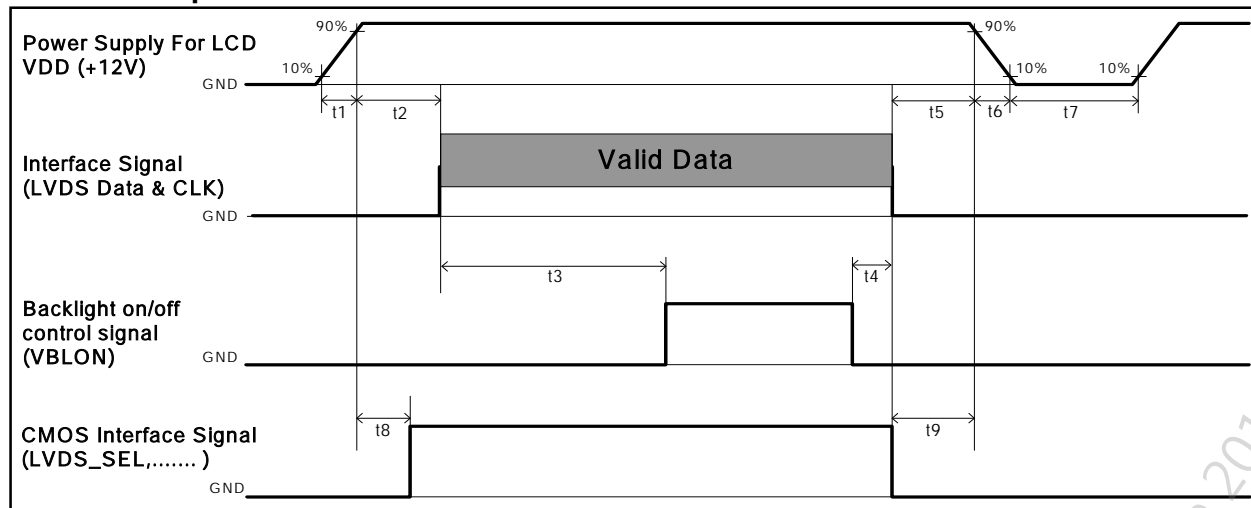 Power Supply For LCD
VDD (+12V)
GND
10%
90%
90%
10%
10%
t1
t2
t5
t6
t7
Interface Signal
(LVDS Data & CLK)
GND
Valid Data
t3
t4
Backlight on/off
control signal
(VBLON)
GND
t8
t9
CMOS Interface Signal
(LVDS_SEL,....... )
GND